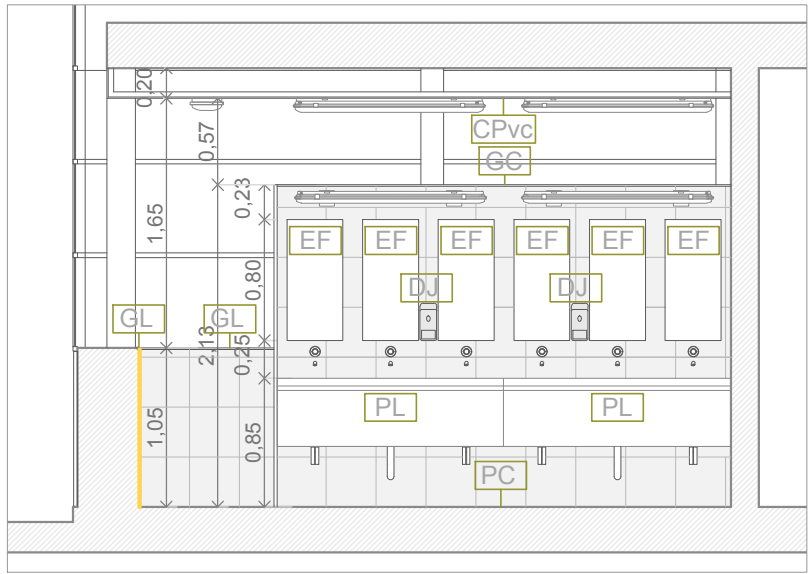 0,20
0,57
CPvc
GC
0,23
1,65
EF
EF
EF
EF
EF
EF
0,80
DJ
DJ
GL
GL
2,13
0,25
1,05
0,85
PL
PL
PC